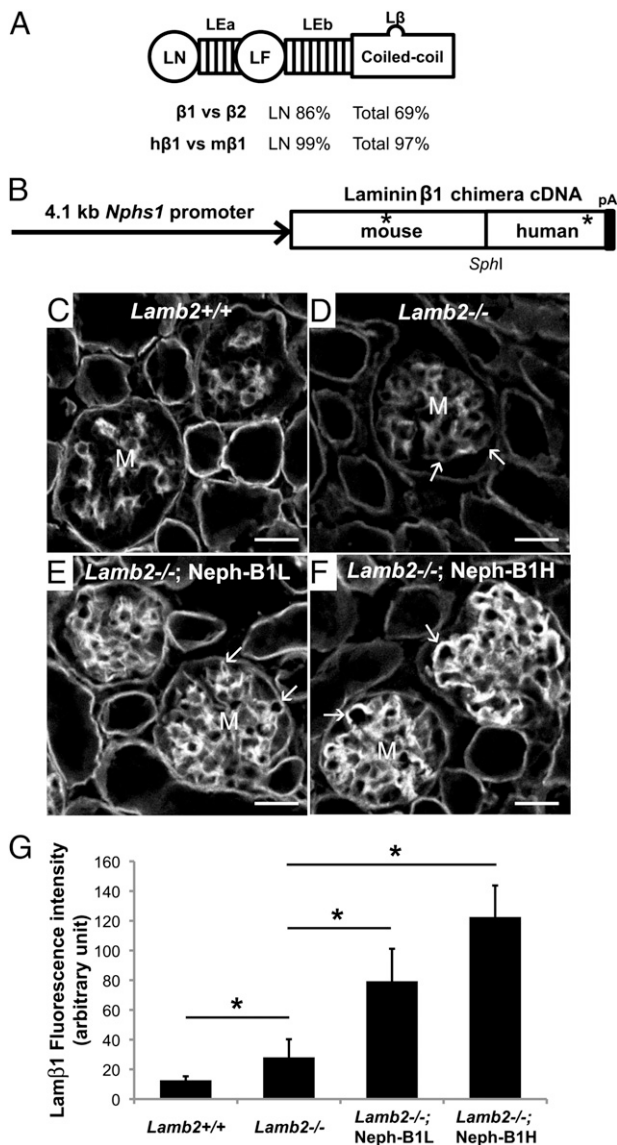 A
LEa LEb Lβ
LN LF Coiled-coil
β1 vs β2 LN 86% Total 69%
hβ1 vs mβ1 LN 99% Total 97%
B
Laminin β1 chimera cDNA
4.1 kb Nphs1 promoter
pA
* mouse human *
SphI
C Lamb2+/+
M
D Lamb2-/-
M
E Lamb2-/-; Neph-B1L
M
F Lamb2-/-; Neph-B1H
M
G
Lamβ1 Fluorescence intensity
(arbitrary unit)
160
140
120
100
80
60
40
20
0
*
*
*
Lamb2+/+
Lamb2-/-
Lamb2-/-;
Neph-B1L
Lamb2-/-;
Neph-B1H